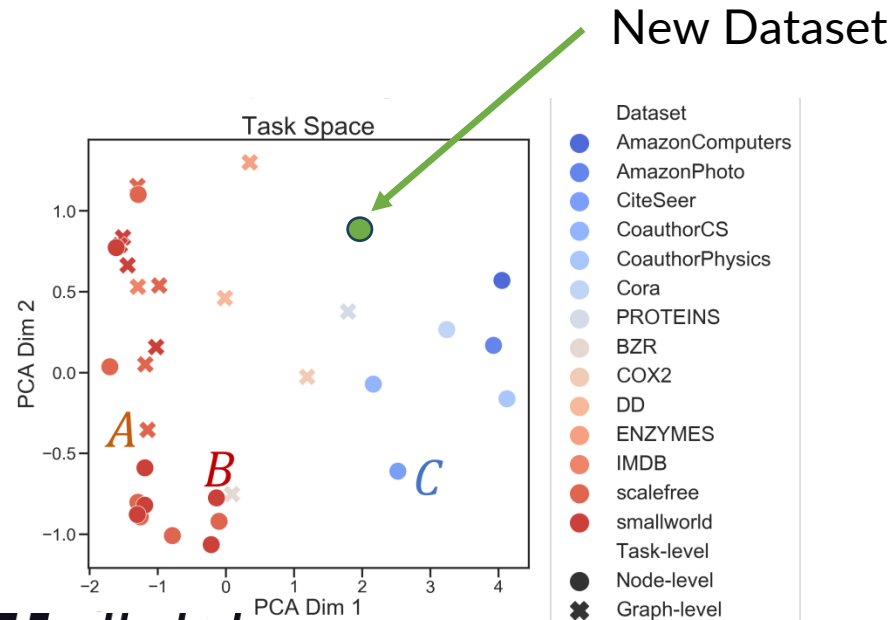 New Dataset
Task Space
PCA Dim 2
1.0
0.5
0.0
−0.5
−1.0
A
B
C
−2
−1
0
1
2
3
4
PCA Dim 1
Dataset
AmazonComputers
AmazonPhoto
CiteSeer
CoauthorCS
CoauthorPhysics
Cora
PROTEINS
BZR
COX2
DD
ENZYMES
IMDB
scalefree
smallworld
Task-level
Node-level
Graph-level